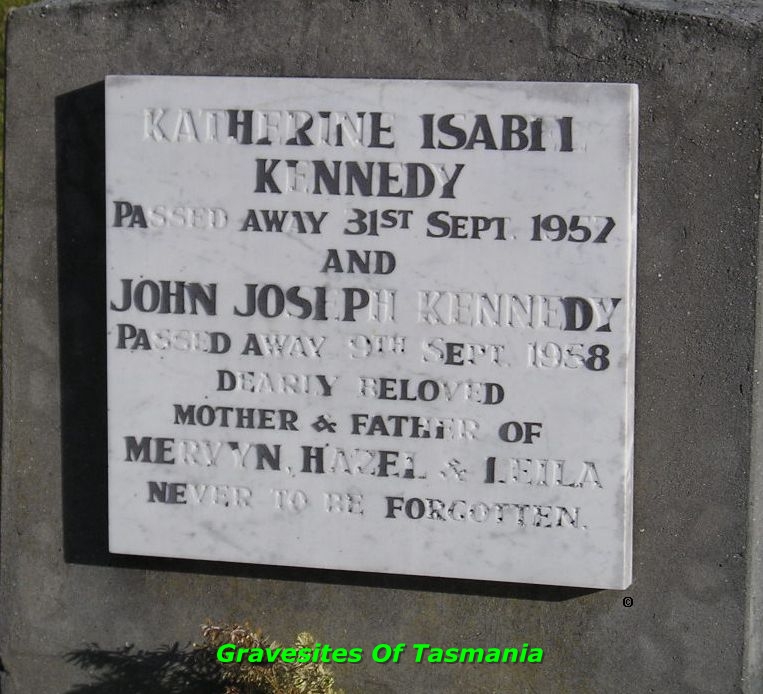 KATHERINE ISABEL
KENNEDY
PASSED AWAY 31ST SEPT. 1957
AND
JOHN JOSEPH KENNEDY
PASSED AWAY 9TH SEPT. 1958
DEARLY BELOVED
MOTHER & FATHER OF
MERVYN, HAZEL & LEILA
NEVER TO BE FORGOTTEN.
©
Gravesites Of Tasmania